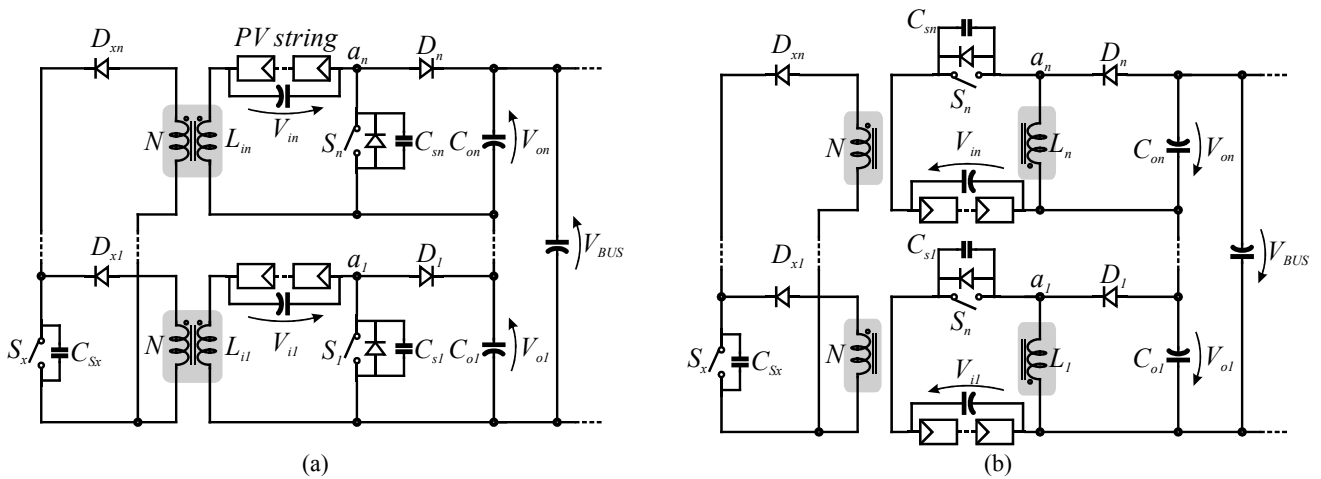 D_xn
PV string
a_n
D_n
N
L_in
V_in
S_n
C_sn
C_on
V_on
V_BUS
D_x1
a_1
D_1
S_x
C_Sx
N
L_i1
V_i1
S_1
C_s1
C_o1
V_o1
(a)
C_sn
D_xn
S_n
a_n
D_n
N
V_in
L_n
C_on
V_on
C_s1
D_x1
S_n
a_1
D_1
V_BUS
S_x
C_Sx
N
V_i1
L_1
C_o1
V_o1
(b)